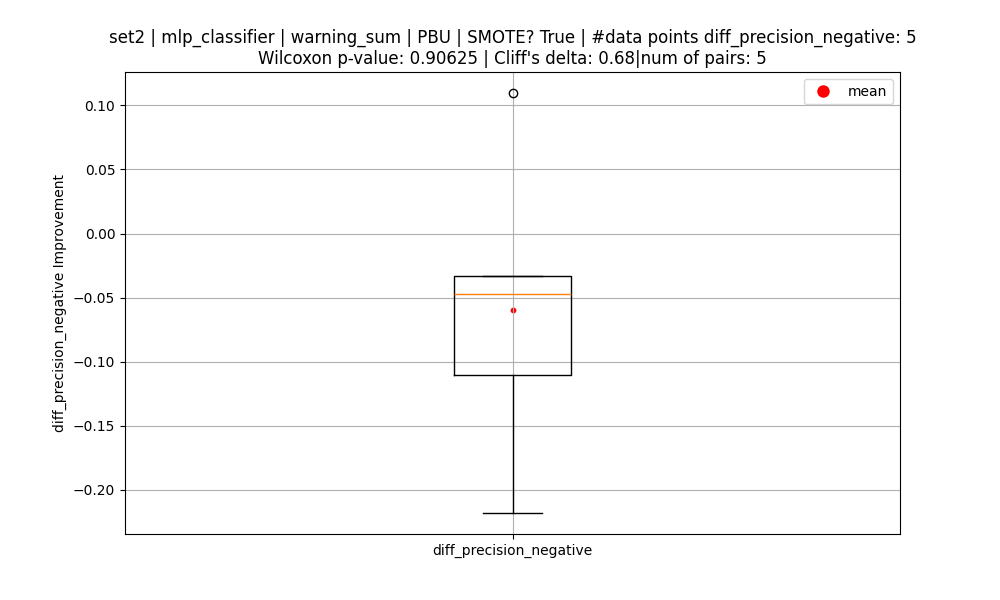 set2 | mlp_classifier | warning_sum | PBU | SMOTE? True | #data points diff_precision_negative: 5
Wilcoxon p-value: 0.90625 | Cliff's delta: 0.68|num of pairs: 5
mean
0.10
0.05
0.00
−0.05
−0.10
−0.15
−0.20
diff_precision_negative Improvement
diff_precision_negative